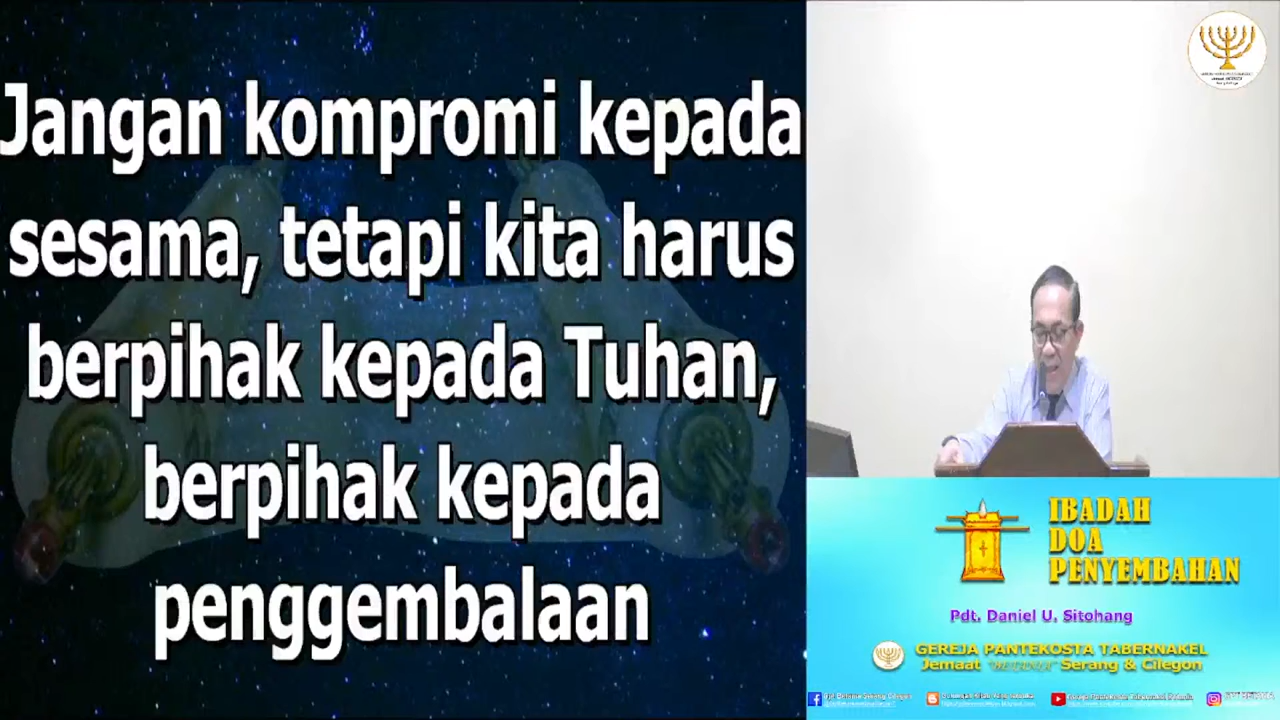 Jangan kompromi kepada
sesama, tetapi kita harus
berpihak kepada Tuhan,
berpihak kepada
penggembalaan
IBADAH
DOA
PENYEMBAHAN
Pdt. Daniel U. Sitohang
GEREJA PANTEKOSTA TABERNAKEL
Jemaat Serang & Cilegon